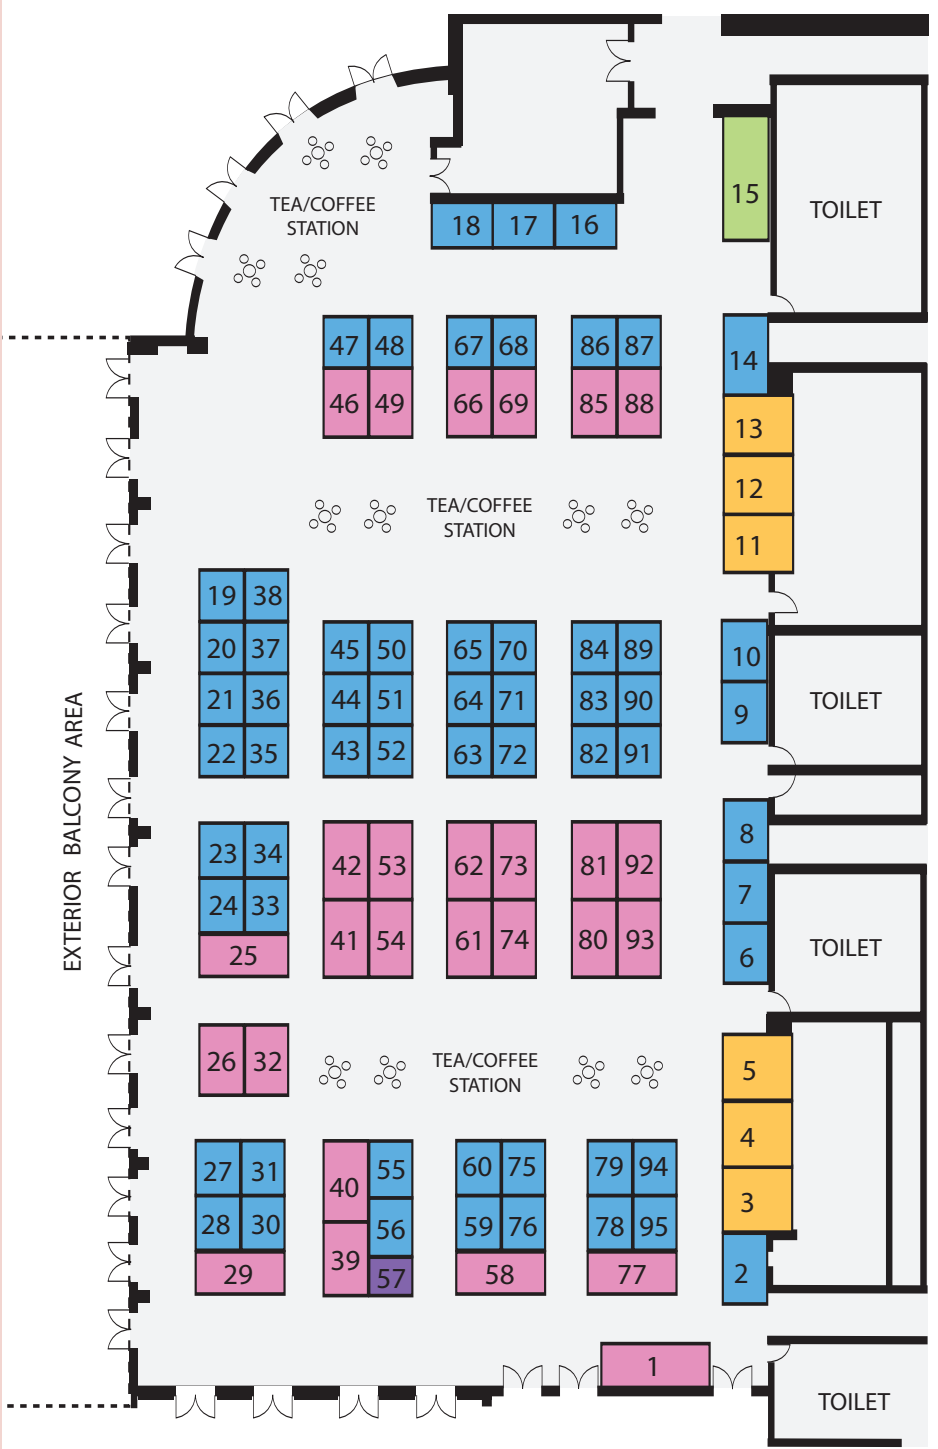 15
TOILET
TEA/COFFEE
STATION
18 17 16
47 48 67 68 86 87 14
46 49 66 69 85 88 13
TEA/COFFEE
STATION
12
11
19 38
20 37 45 50 65 70 84 89 10
21 36 44 51 64 71 83 90 9
TOILET
22 35 43 52 63 72 82 91
EXTERIOR BALCONY AREA
23 34 42 53 62 73 81 92 8
24 33 7
25 41 54 61 74 80 93 6
TOILET
26 32
TEA/COFFEE
STATION
5
4
27 31 40 55 60 75 79 94 3
28 30 56 59 76 78 95
29 39 57 58 77 2
1
TOILET